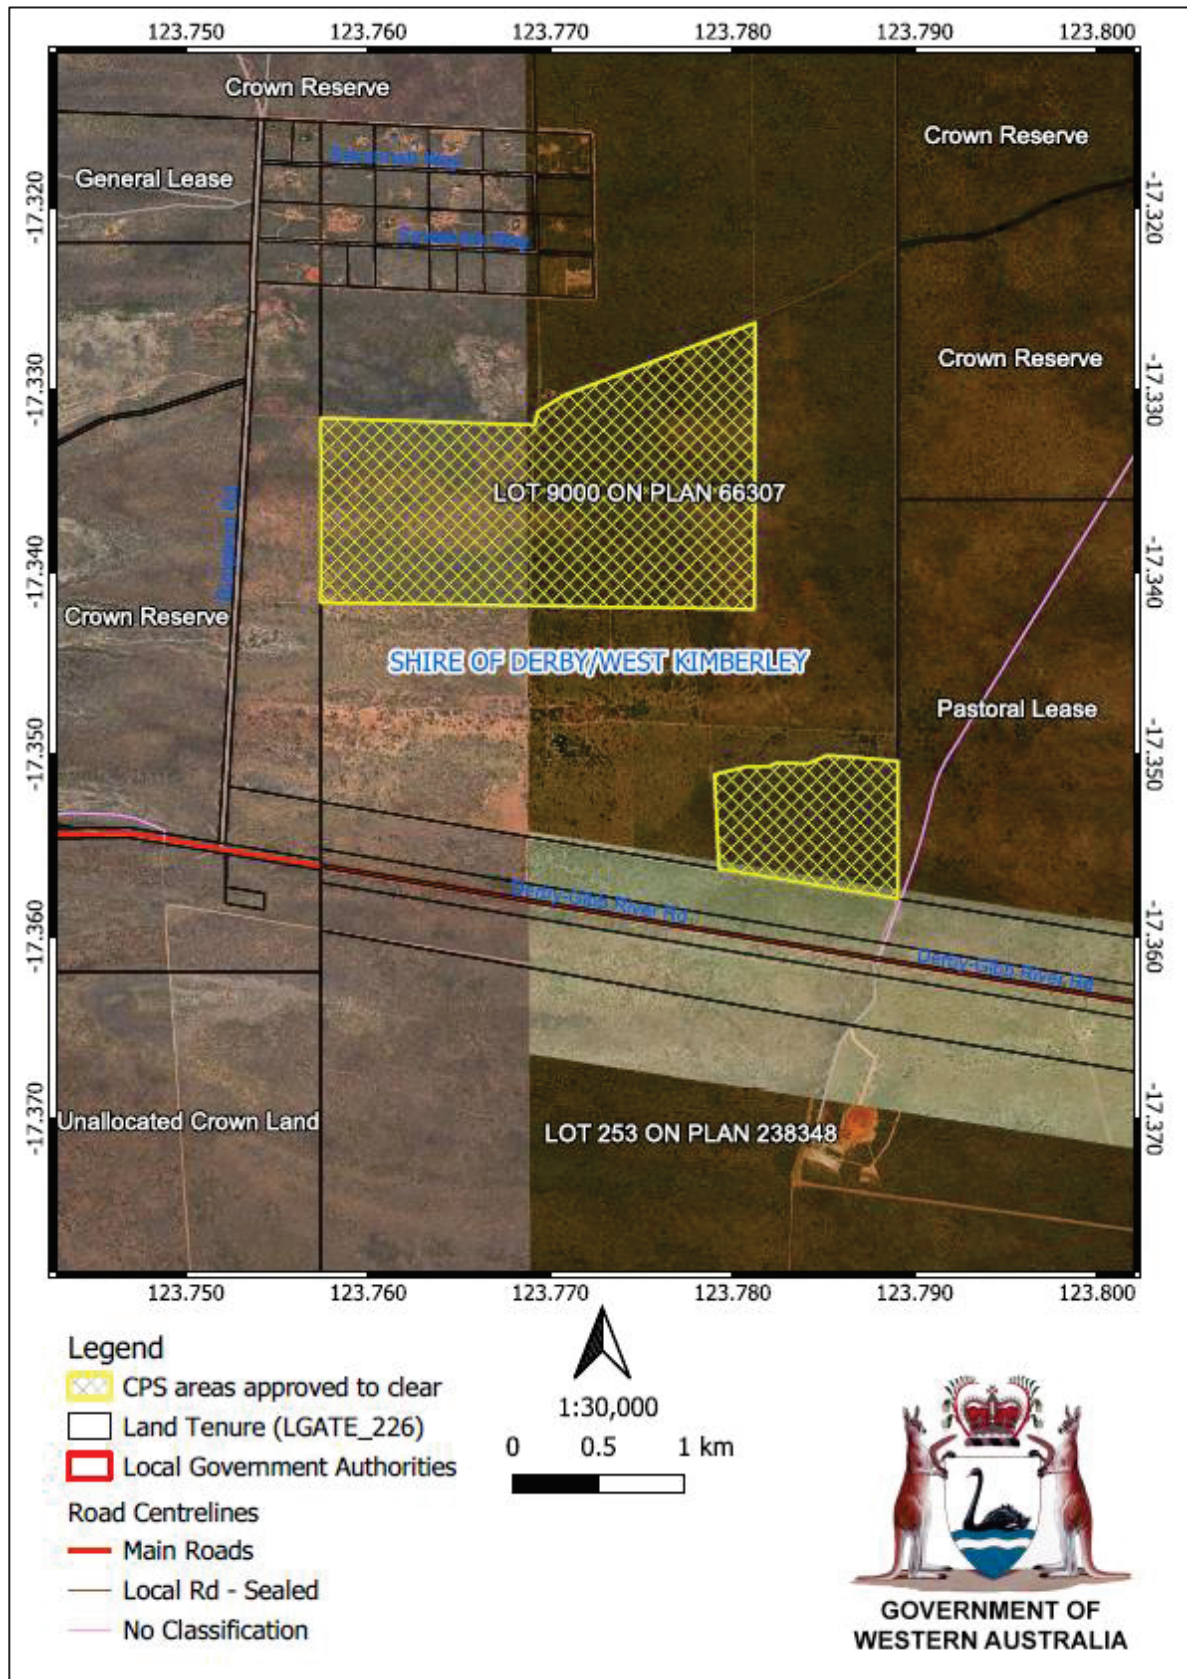 123.750 123.760 123.770 123.780 123.790 123.800
Crown Reserve
Crown Reserve
General Lease
-17.320
-17.320
-17.330
Crown Reserve
-17.330
LOT 9000 ON PLAN 66307
-17.340
-17.340
Crown Reserve
SHIRE OF DERBY/WEST KIMBERLEY
Pastoral Lease
-17.350
-17.350
Derby-Gibb River Rd
-17.360
-17.360
Derby-Gibb River Rd
-17.370
-17.370
Unallocated Crown Land
LOT 253 ON PLAN 238348
123.750 123.760 123.770 123.780 123.790 123.800
Legend
CPS areas approved to clear
Land Tenure (LGATE_226)
Local Government Authorities
Road Centrelines
Main Roads
Local Rd - Sealed
No Classification
1:30,000
0 0.5 1 km
GOVERNMENT OF
WESTERN AUSTRALIA